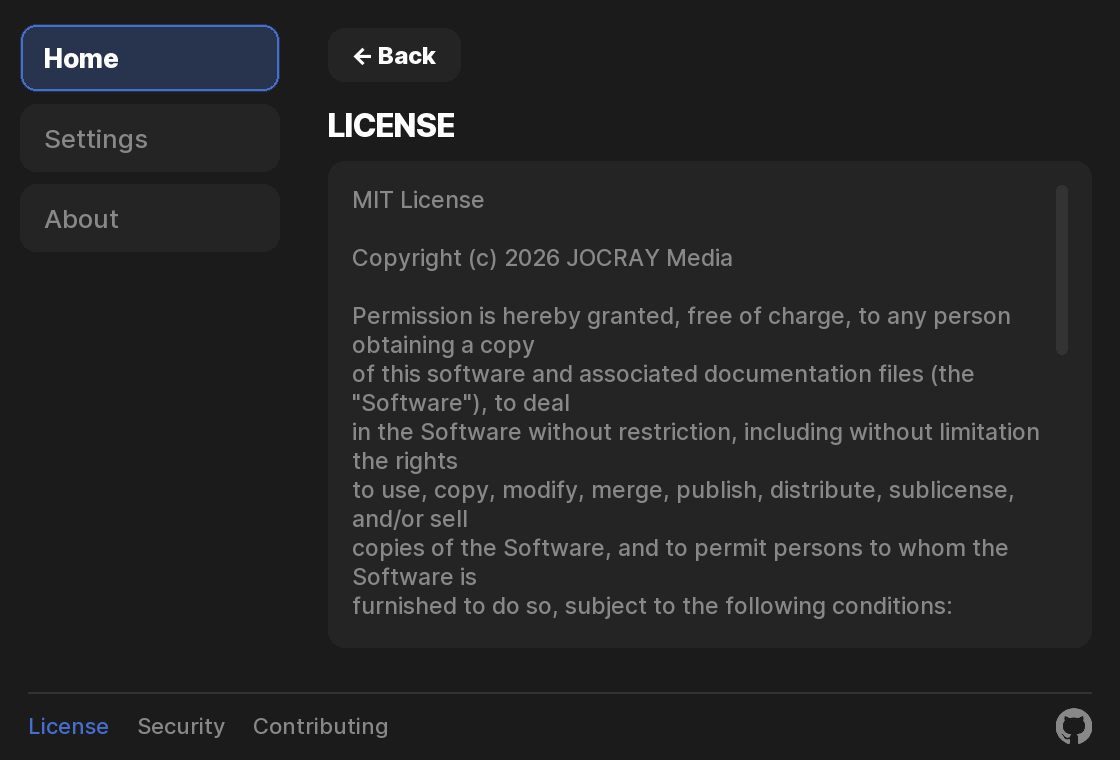 Home
Settings
About
← Back
LICENSE
MIT License
Copyright (c) 2026 JOCRAY Media
Permission is hereby granted, free of charge, to any person
obtaining a copy
of this software and associated documentation files (the
"Software"), to deal
in the Software without restriction, including without limitation
the rights
to use, copy, modify, merge, publish, distribute, sublicense,
and/or sell
copies of the Software, and to permit persons to whom the
Software is
furnished to do so, subject to the following conditions:
License
Security
Contributing